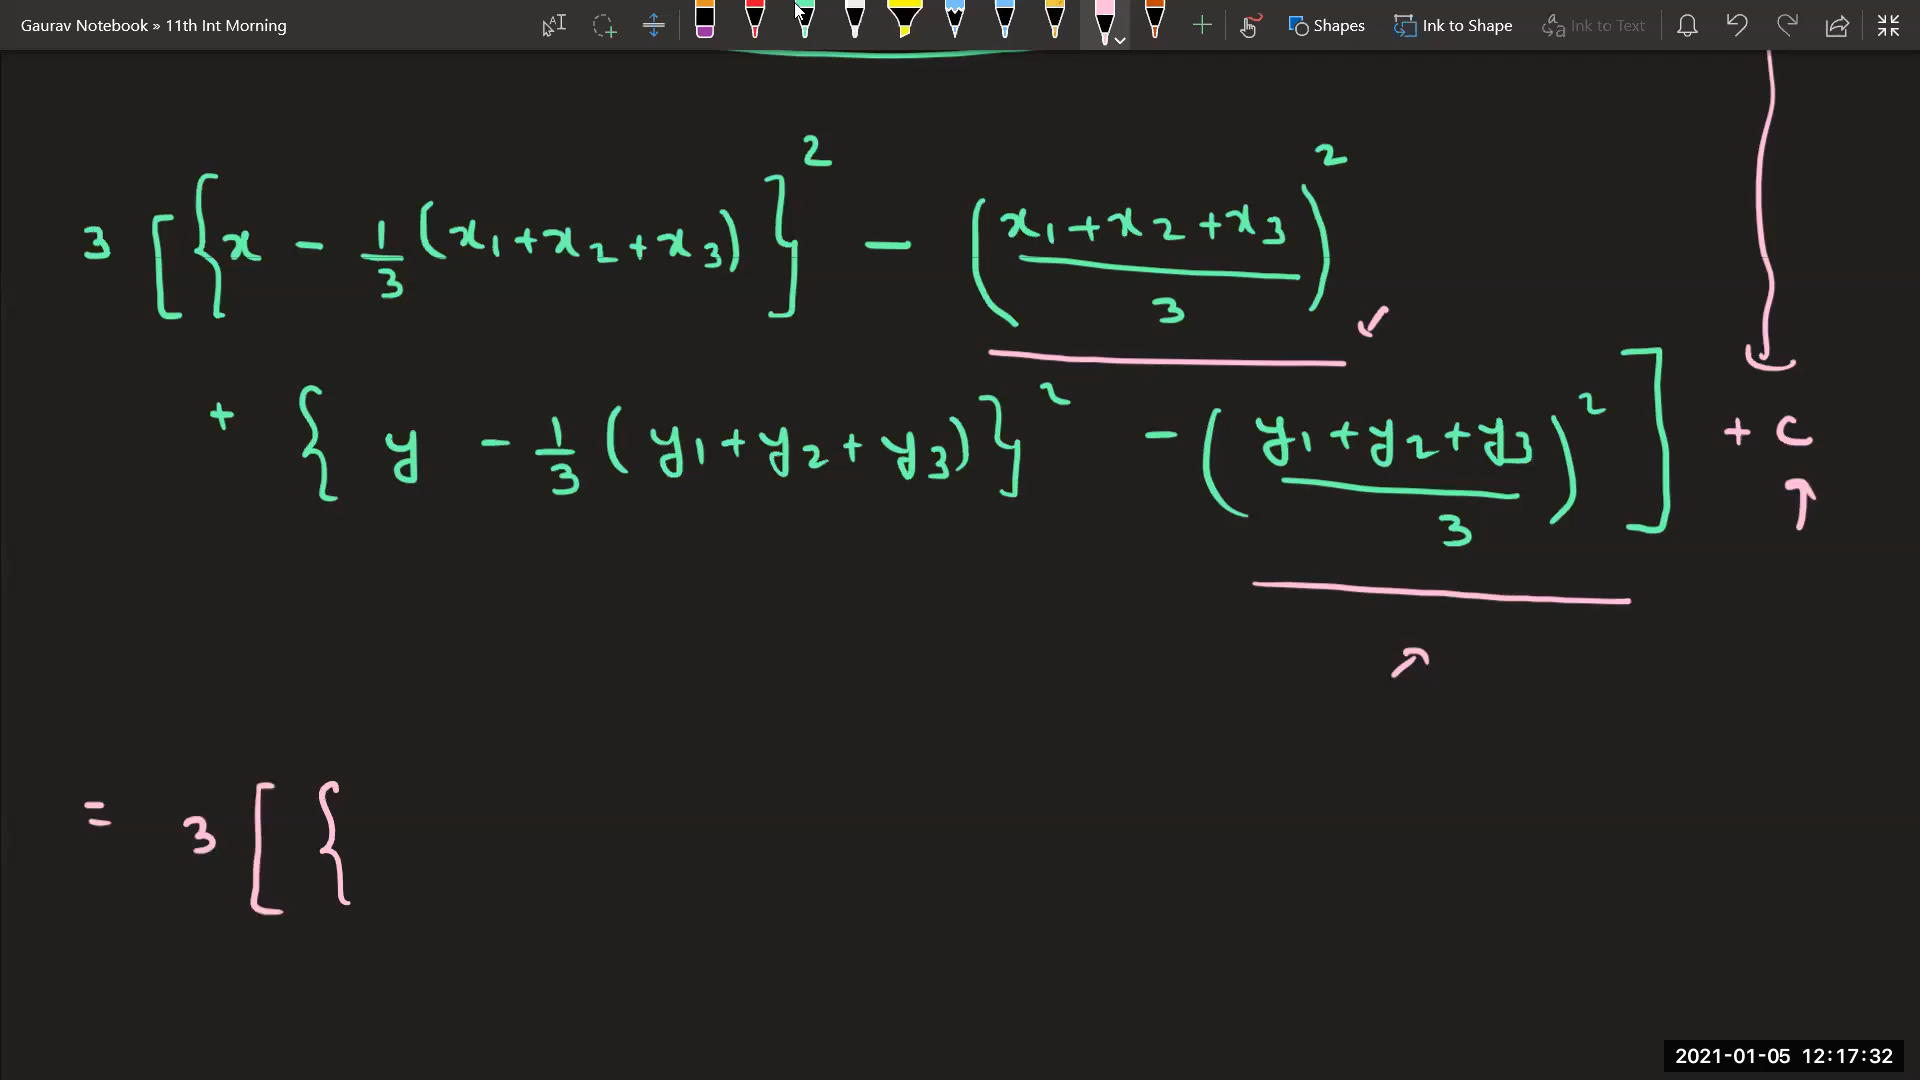 Gaurav Notebook » 11th Int Morning Shapes Ink to Shape Ink to Text
3 [{x - 1/3 (x₁+x₂+x₃)}² - ((x₁+x₂+x₃)/3)²
+ { y - 1/3 (y₁+y₂+y₃)}² - ((y₁+y₂+y₃)/3)² ] + C
= 3 [ {
2021-01-05 12:17:32